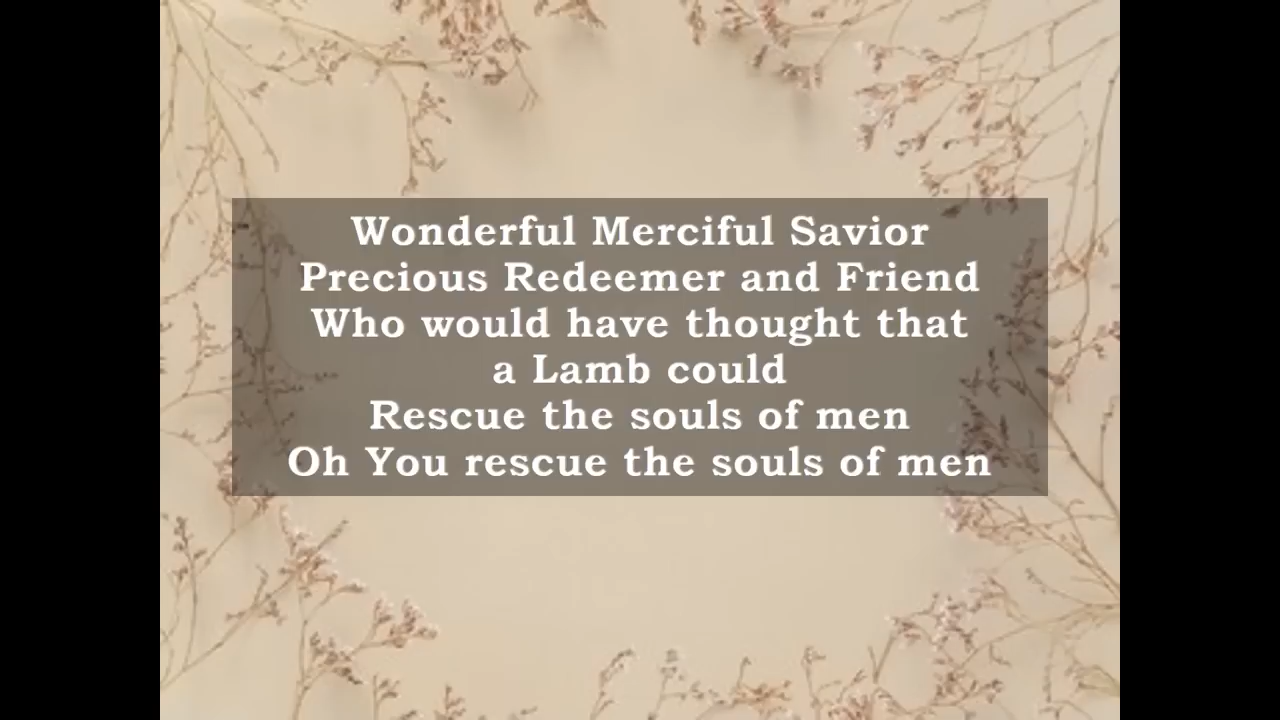 Wonderful Merciful Savior
Precious Redeemer and Friend
Who would have thought that
a Lamb could
Rescue the souls of men
Oh You rescue the souls of men